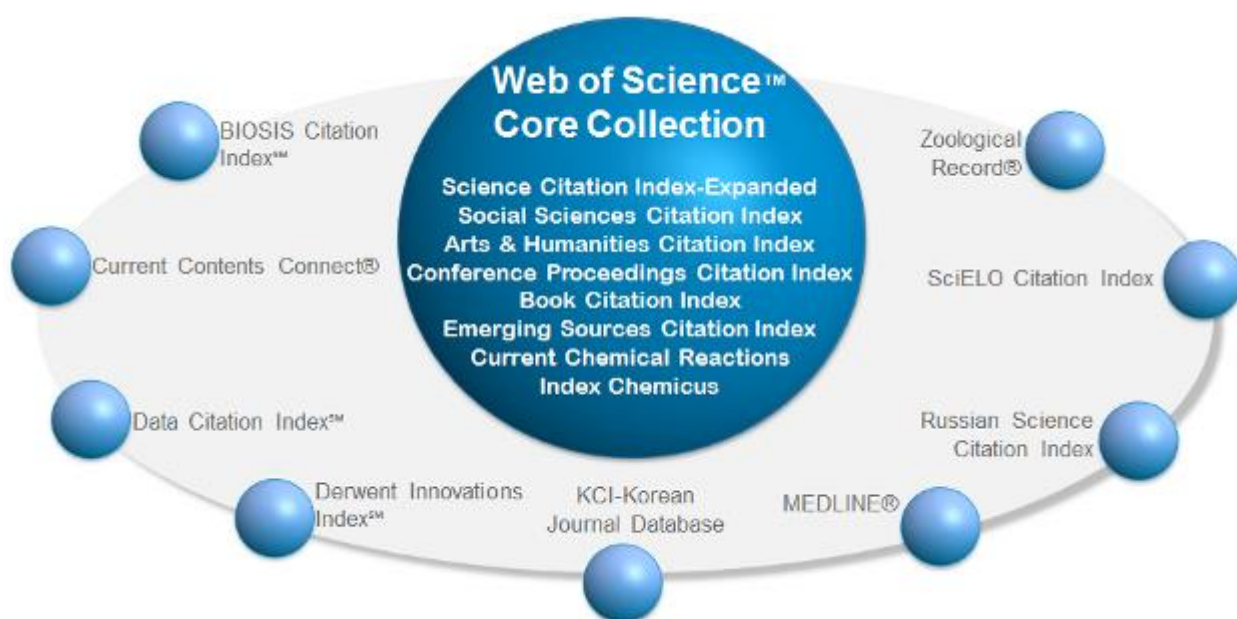 Web of Science™
Core Collection
Science Citation Index-Expanded
Social Sciences Citation Index
Arts & Humanities Citation Index
Conference Proceedings Citation Index
Book Citation Index
Emerging Sources Citation Index
Current Chemical Reactions
Index Chemicus
BIOSIS Citation
Index℠
Current Contents Connect®
Data Citation Index℠
Derwent Innovations
Index℠
KCI-Korean
Journal Database
MEDLINE®
Russian Science
Citation Index
SciELO Citation Index
Zoological
Record®